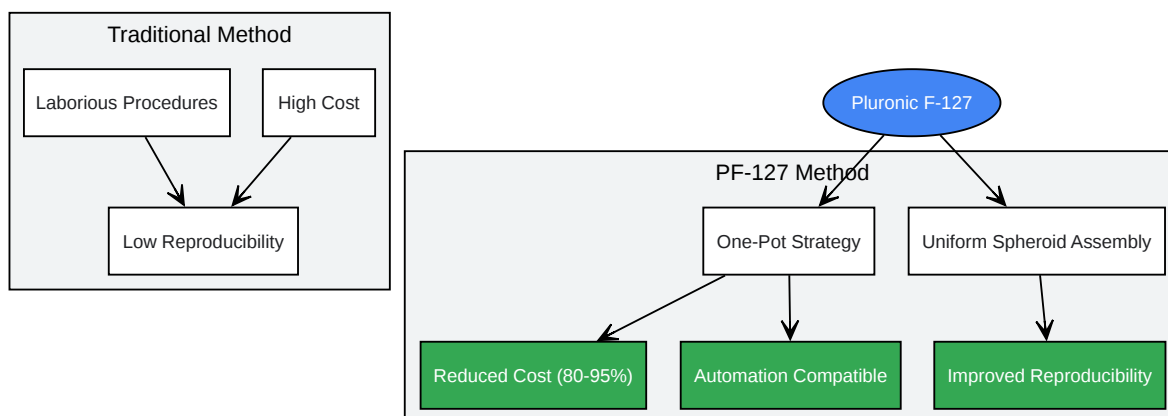 Traditional Method
Laborious Procedures
High Cost
Low Reproducibility
Pluronic F-127
PF-127 Method
One-Pot Strategy
Uniform Spheroid Assembly
Reduced Cost (80-95%)
Automation Compatible
Improved Reproducibility